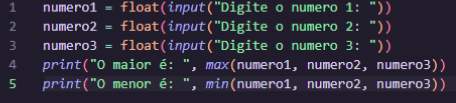 1 numero1 = float(input("Digite o numero 1: "))
2 numero2 = float(input("Digite o numero 2: "))
3 numero3 = float(input("Digite o numero 3: "))
4 print("O maior é: ", max(numero1, numero2, numero3))
5 print("O menor é: ", min(numero1, numero2, numero3))